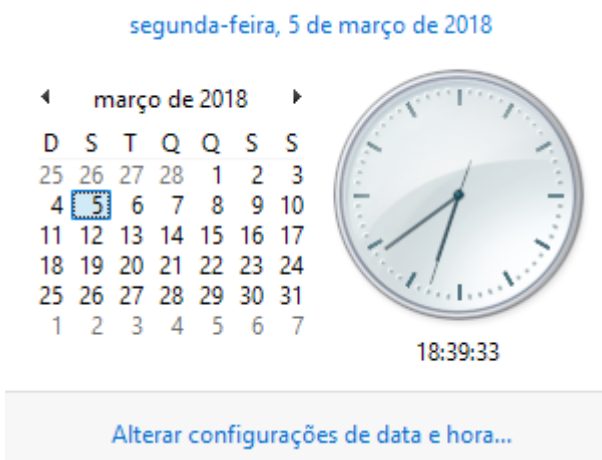 segunda-feira, 5 de março de 2018
março de 2018
D S T Q Q S S
25 26 27 28 1 2 3
4 5 6 7 8 9 10
11 12 13 14 15 16 17
18 19 20 21 22 23 24
25 26 27 28 29 30 31
1 2 3 4 5 6 7
18:39:33
Alterar configurações de data e hora...